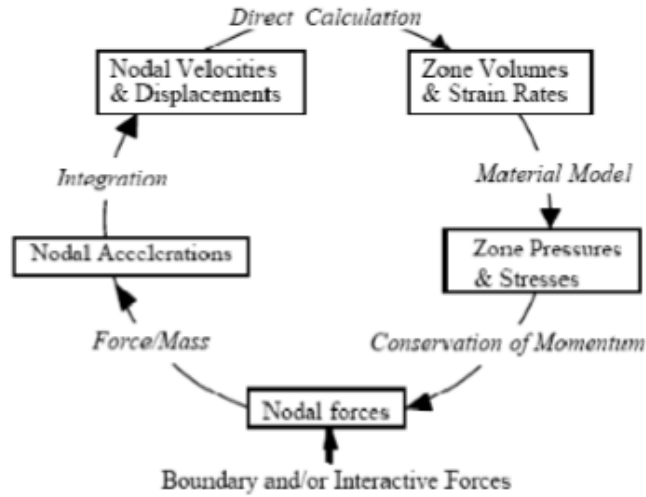 Direct Calculation
Nodal Velocities
& Displacements
Zone Volumes
& Strain Rates
Integration
Material Model
Nodal Accelerations
Zone Pressures
& Stresses
Force/Mass
Conservation of Momentum
Nodal forces
Boundary and/or Interactive Forces